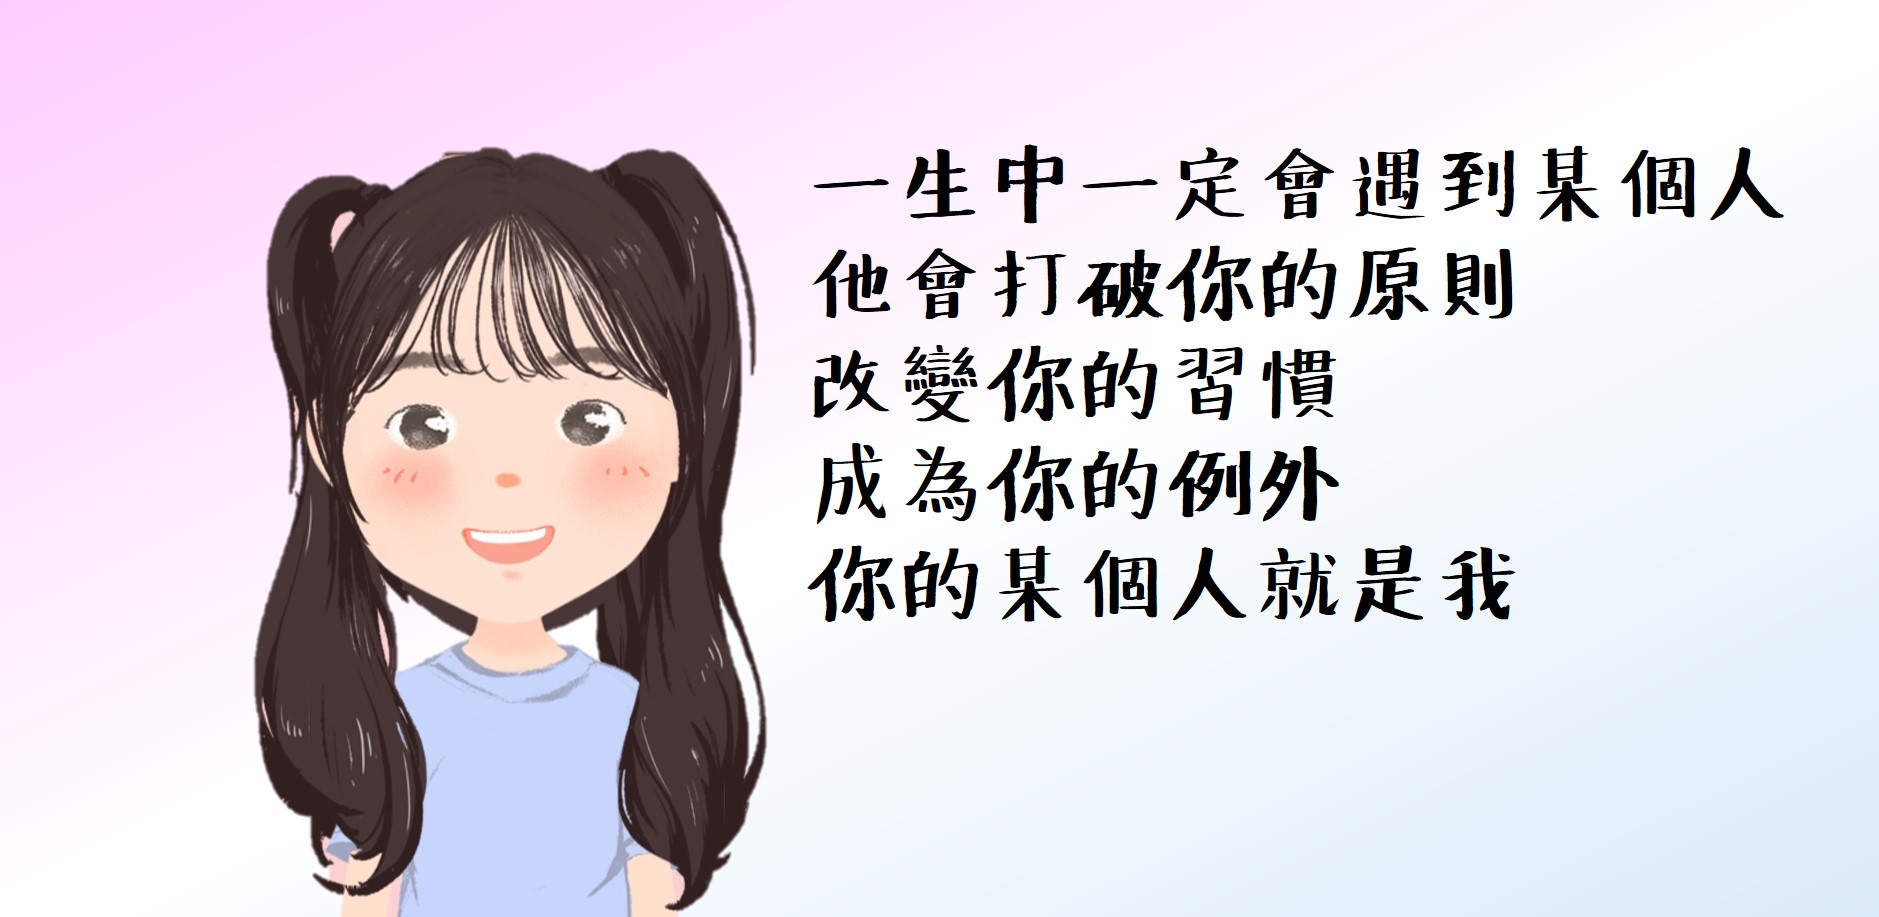 一生中一定會遇到某個人
他會打破你的原則
改變你的習慣
成為你的例外
你的某個人就是我